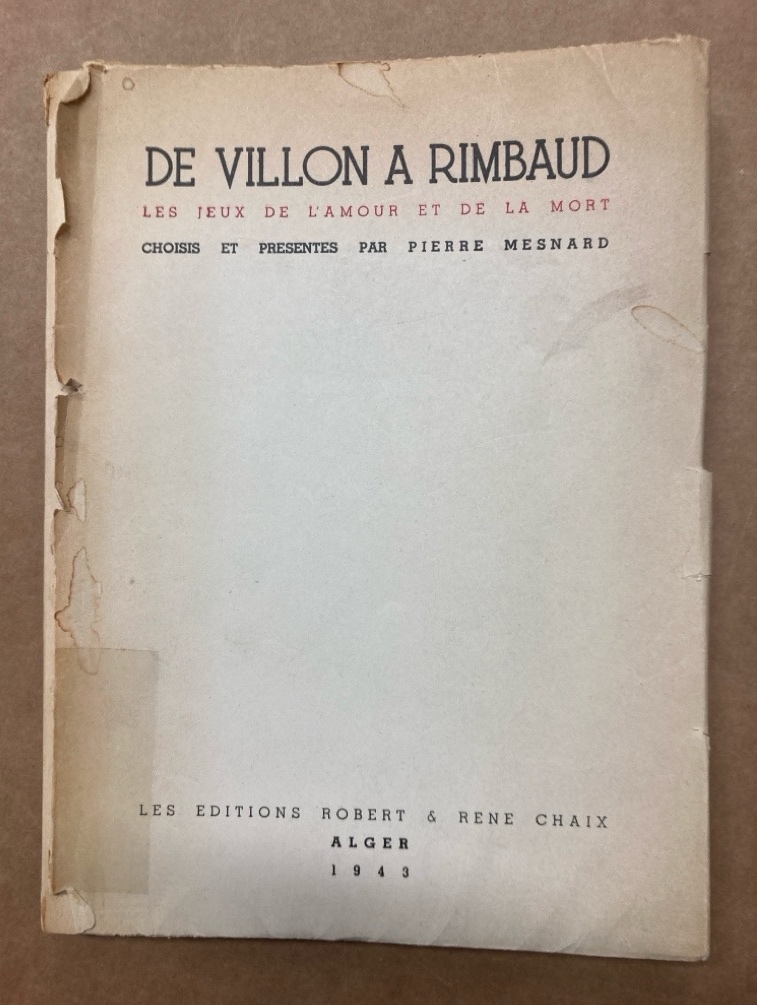 DE VILLON A RIMBAUD
LES JEUX DE L'AMOUR ET DE LA MORT
CHOISIS ET PRESENTES PAR PIERRE MESNARD
LES EDITIONS ROBERT & RENE CHAIX
ALGER
1943